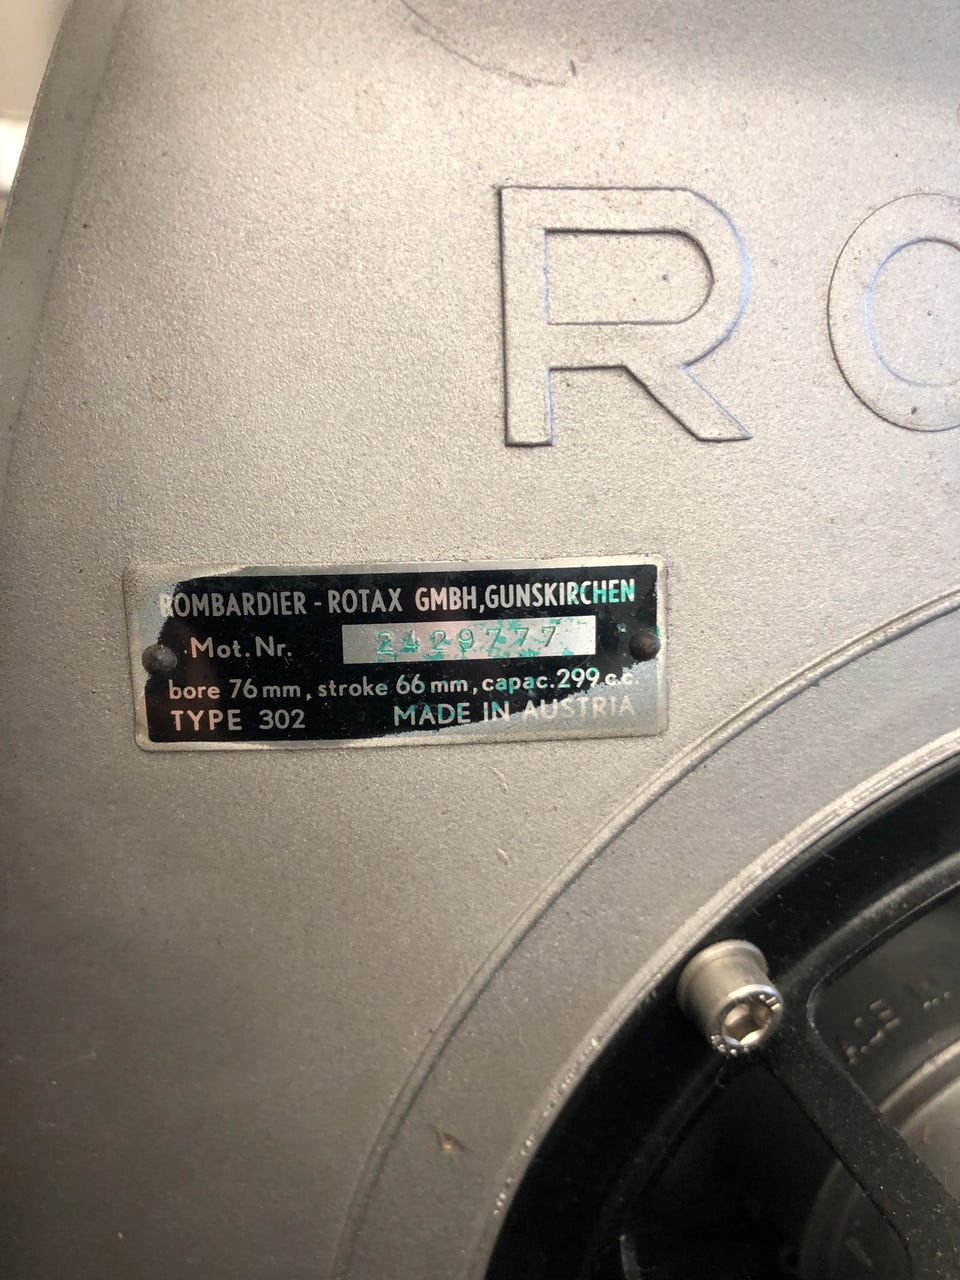 RO
BOMBARDIER - ROTAX GMBH, GUNSKIRCHEN
Mot. Nr. 2429777
bore 76 mm, stroke 66 mm, capac. 299 c.c.
TYPE 302 MADE IN AUSTRIA